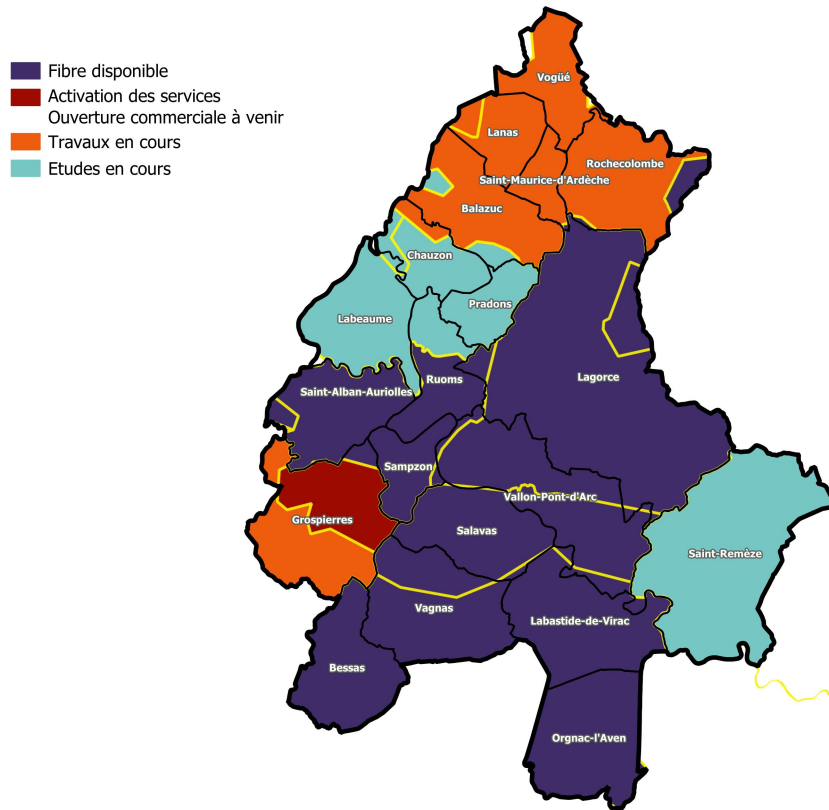 Fibre disponible
Activation des services
Ouverture commerciale à venir
Travaux en cours
Etudes en cours
Vogüé
Lanas
Rochecolombe
Saint-Maurice-d'Ardèche
Balazuc
Chauzon
Pradons
Labeaume
Ruoms
Lagorce
Saint-Alban-Auriolles
Sampzon
Vallon-Pont-d'Arc
Grospierres
Salavas
Saint-Remèze
Vagnas
Labastide-de-Virac
Bessas
Orgnac-l'Aven